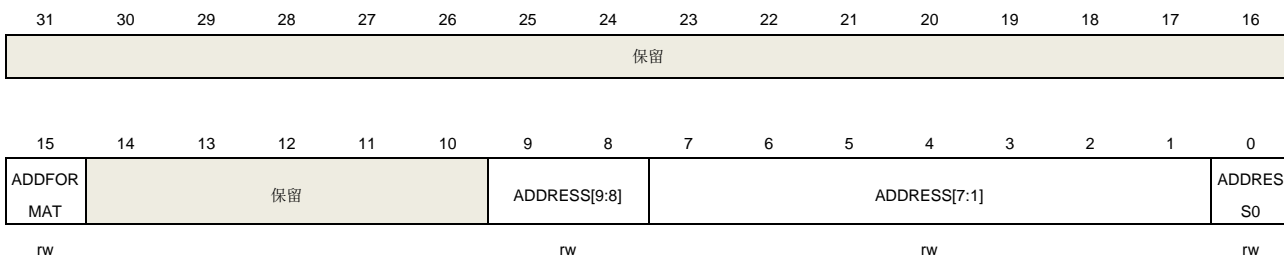 31 30 29 28 27 26 25 24 23 22 21 20 19 18 17 16
保留
15 14 13 12 11 10 9 8 7 6 5 4 3 2 1 0
ADDFOR
MAT
保留
ADDRESS[9:8]
ADDRESS[7:1]
ADDRES
S0
rw rw rw rw